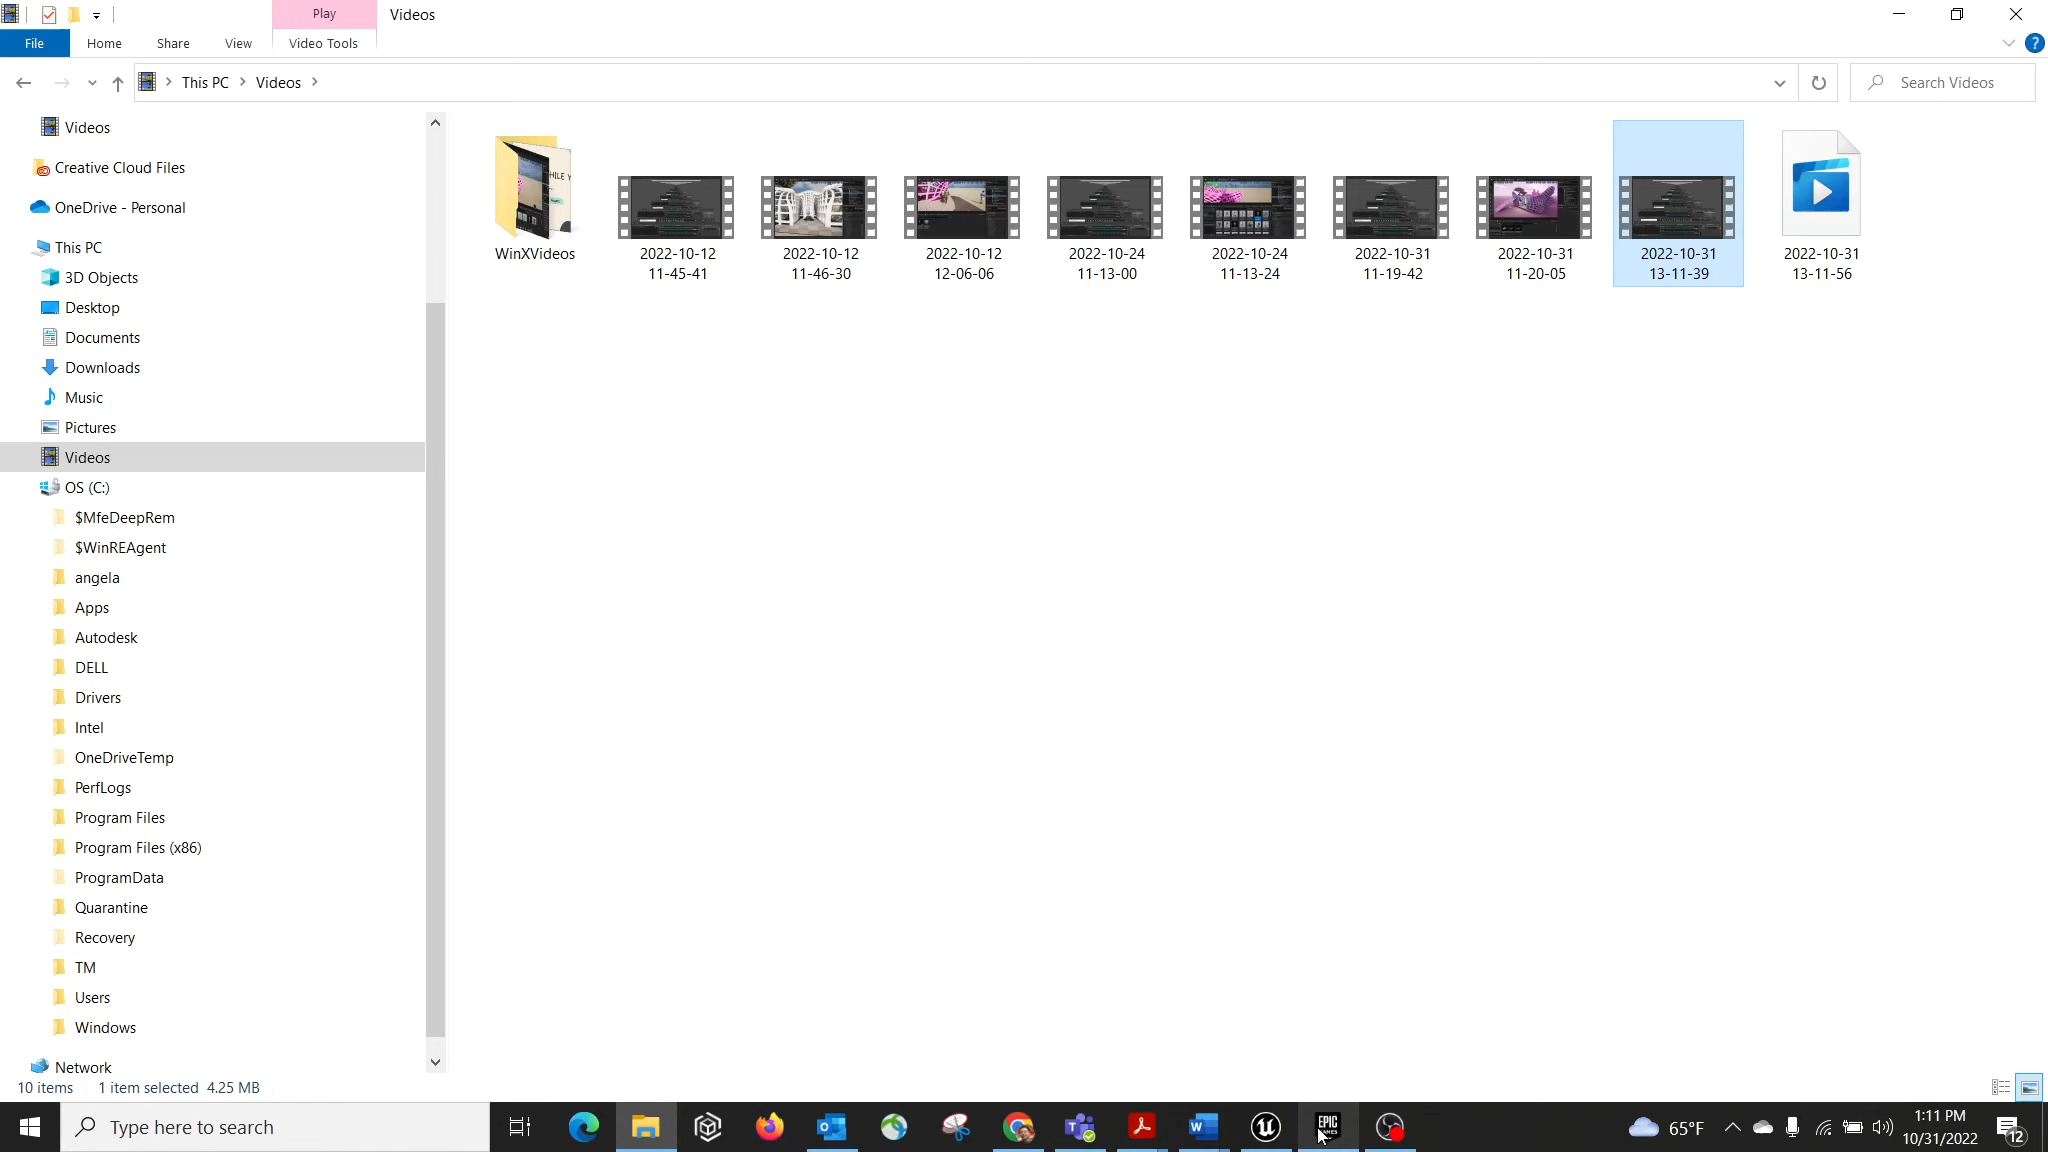 Play
Videos
File
Home
Share
View
Video Tools
This PC
Videos
Search Videos
Videos
Creative Cloud Files
OneDrive - Personal
This PC
3D Objects
Desktop
Documents
Downloads
Music
Pictures
Videos
OS (C:)
$MfeDeepRem
$WinREAgent
angela
Apps
Autodesk
DELL
Drivers
Intel
OneDriveTemp
PerfLogs
Program Files
Program Files (x86)
ProgramData
Quarantine
Recovery
TM
Users
Windows
Network
WinXVideos
2022-10-12
11-45-41
2022-10-12
11-46-30
2022-10-12
12-06-06
2022-10-24
11-13-00
2022-10-24
11-13-24
2022-10-31
11-19-42
2022-10-31
11-20-05
2022-10-31
13-11-39
2022-10-31
13-11-56
10 items
1 item selected 4.25 MB
Type here to search
EPIC
65°F
1:11 PM
10/31/2022
12